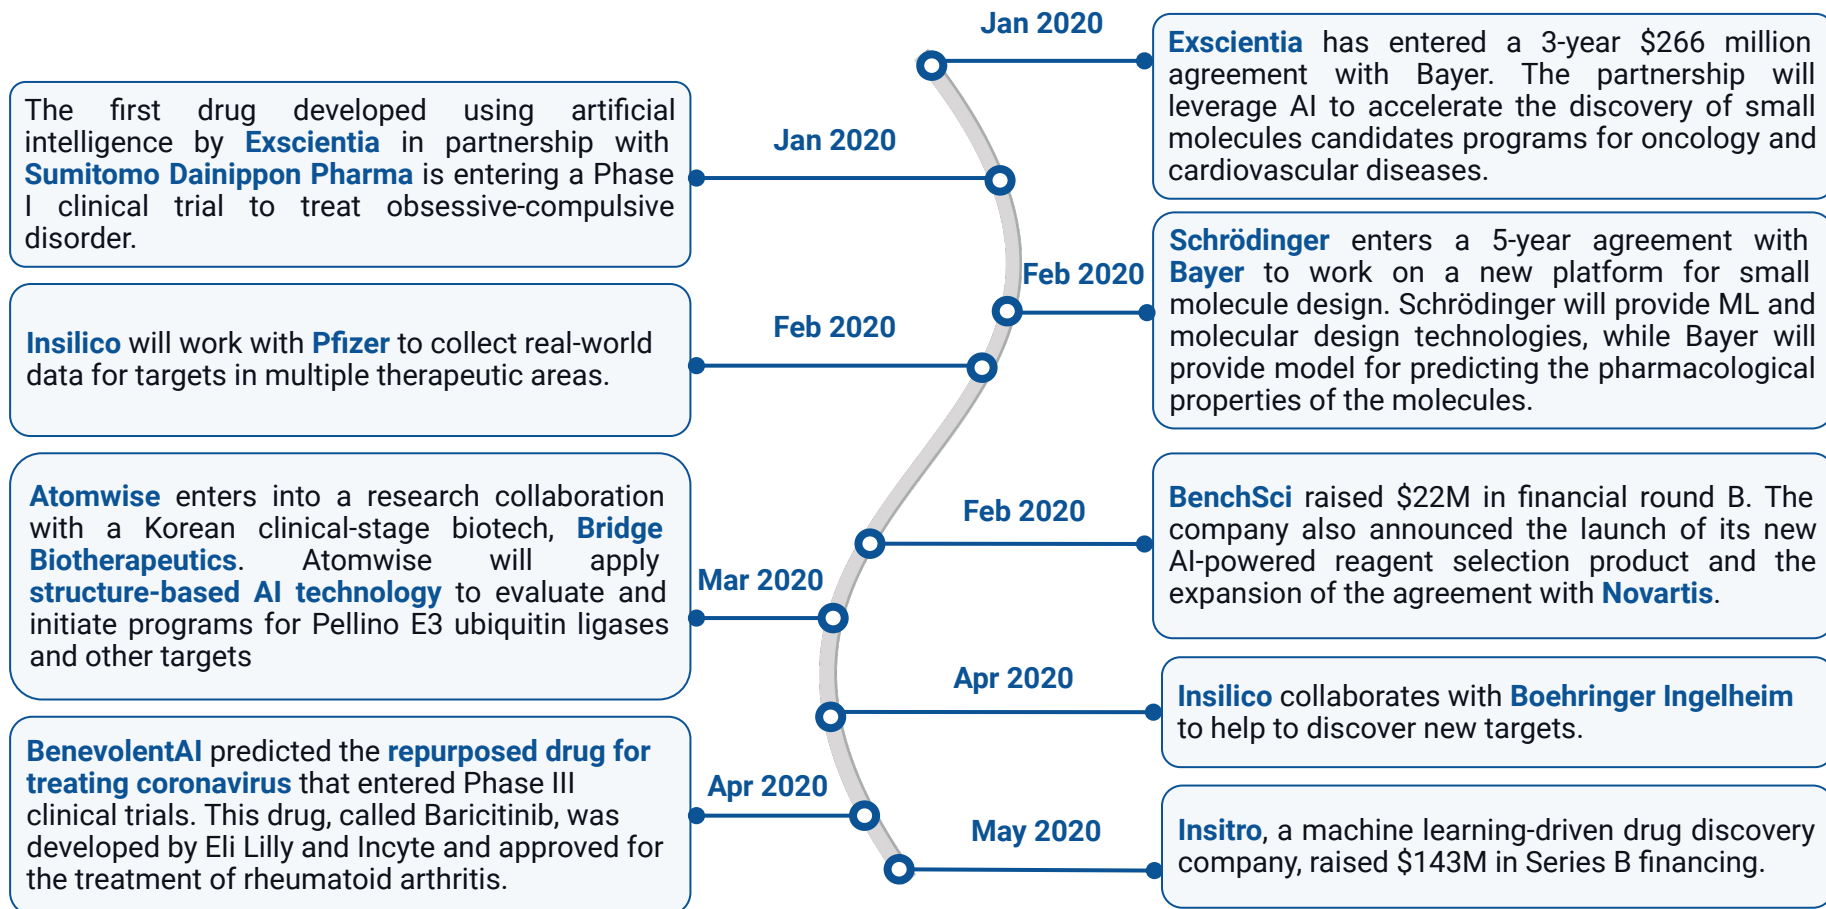 Jan 2020
Exscientia has entered a 3-year $266 million
agreement with Bayer. The partnership will
leverage AI to accelerate the discovery of small
molecules candidates programs for oncology and
cardiovascular diseases.
Jan 2020
The first drug developed using artificial
intelligence by Exscientia in partnership with
Sumitomo Dainippon Pharma is entering a Phase
I clinical trial to treat obsessive-compulsive
disorder.
Feb 2020
Schrödinger enters a 5-year agreement with
Bayer to work on a new platform for small
molecule design. Schrödinger will provide ML and
molecular design technologies, while Bayer will
provide model for predicting the pharmacological
properties of the molecules.
Feb 2020
Insilico will work with Pfizer to collect real-world
data for targets in multiple therapeutic areas.
Feb 2020
BenchSci raised $22M in financial round B. The
company also announced the launch of its new
AI-powered reagent selection product and the
expansion of the agreement with Novartis.
Mar 2020
Atomwise enters into a research collaboration
with a Korean clinical-stage biotech, Bridge
Biotherapeutics. Atomwise will apply
structure-based AI technology to evaluate and
initiate programs for Pellino E3 ubiquitin ligases
and other targets
Apr 2020
Insilico collaborates with Boehringer Ingelheim
to help to discover new targets.
Apr 2020
BenevolentAI predicted the repurposed drug for
treating coronavirus that entered Phase III
clinical trials. This drug, called Baricitinib, was
developed by Eli Lilly and Incyte and approved for
the treatment of rheumatoid arthritis.
May 2020
Insitro, a machine learning-driven drug discovery
company, raised $143M in Series B financing.